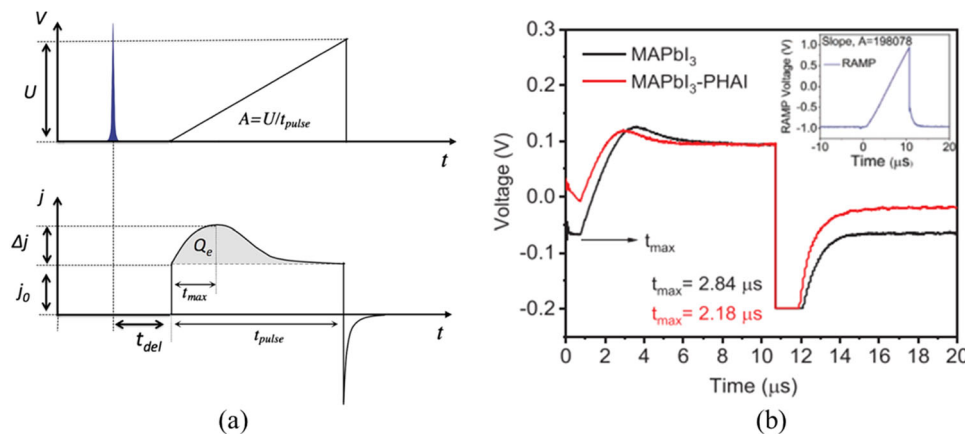 V
U
A=U/t_pulse
t
j
Δj
Q_e
j_0
t_max
t_del
t_pulse
t
(a)
Voltage (V)
0.3
0.2
0.1
0.0
-0.1
-0.2
0 2 4 6 8 10 12 14 16 18 20
Time (μs)
MAPbI₃
MAPbI₃-PHAI
t_max
t_max= 2.84 μs
t_max= 2.18 μs
Slope, A=198078
RAMP
RAMP Voltage (V)
1.0
0.5
0.0
-0.5
-1.0
-10 0 10 20
Time (μs)
(b)